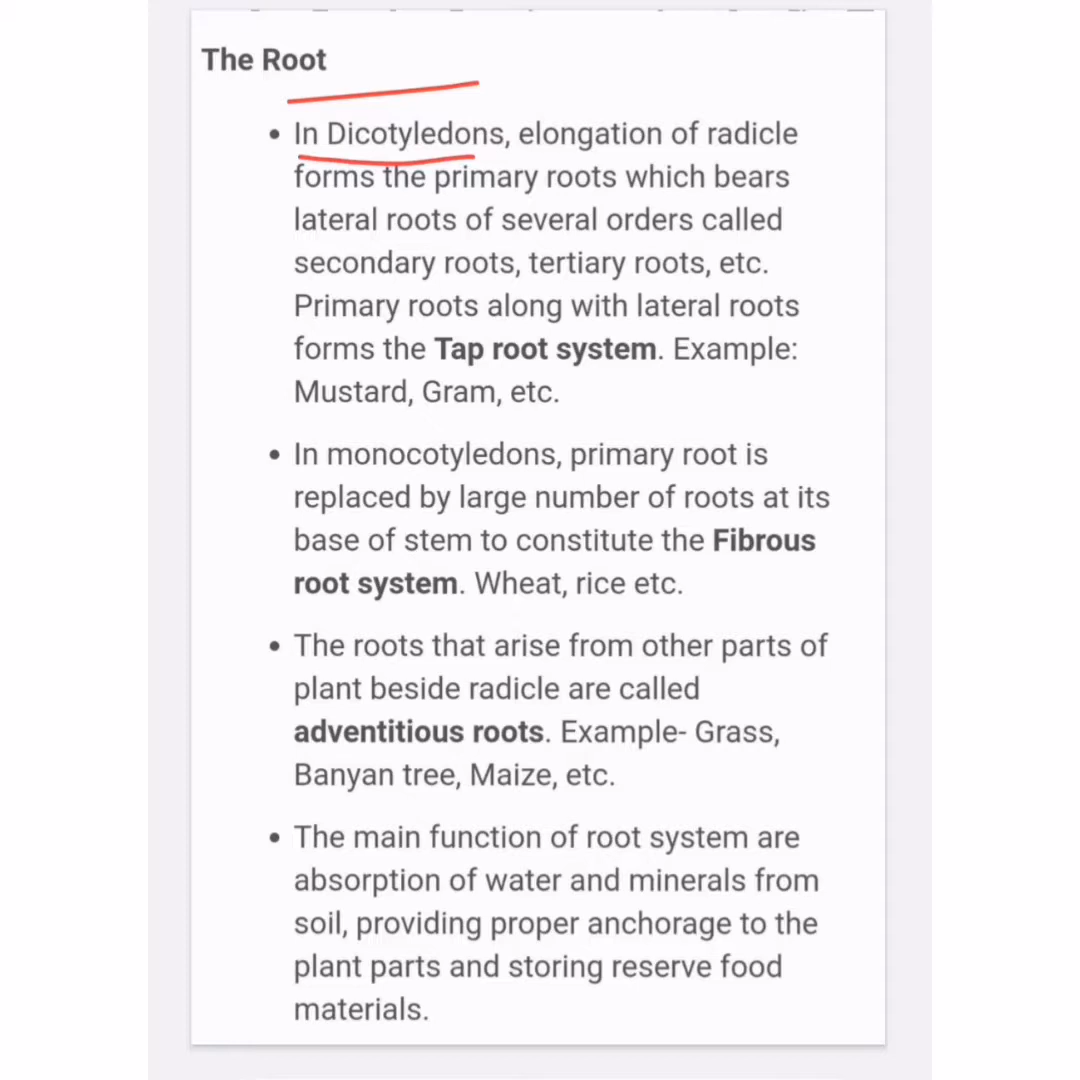 The Root
In Dicotyledons, elongation of radicle
forms the primary roots which bears
lateral roots of several orders called
secondary roots, tertiary roots, etc.
Primary roots along with lateral roots
forms the Tap root system. Example:
Mustard, Gram, etc.
In monocotyledons, primary root is
replaced by large number of roots at its
base of stem to constitute the Fibrous
root system. Wheat, rice etc.
The roots that arise from other parts of
plant beside radicle are called
adventitious roots. Example- Grass,
Banyan tree, Maize, etc.
The main function of root system are
absorption of water and minerals from
soil, providing proper anchorage to the
plant parts and storing reserve food
materials.